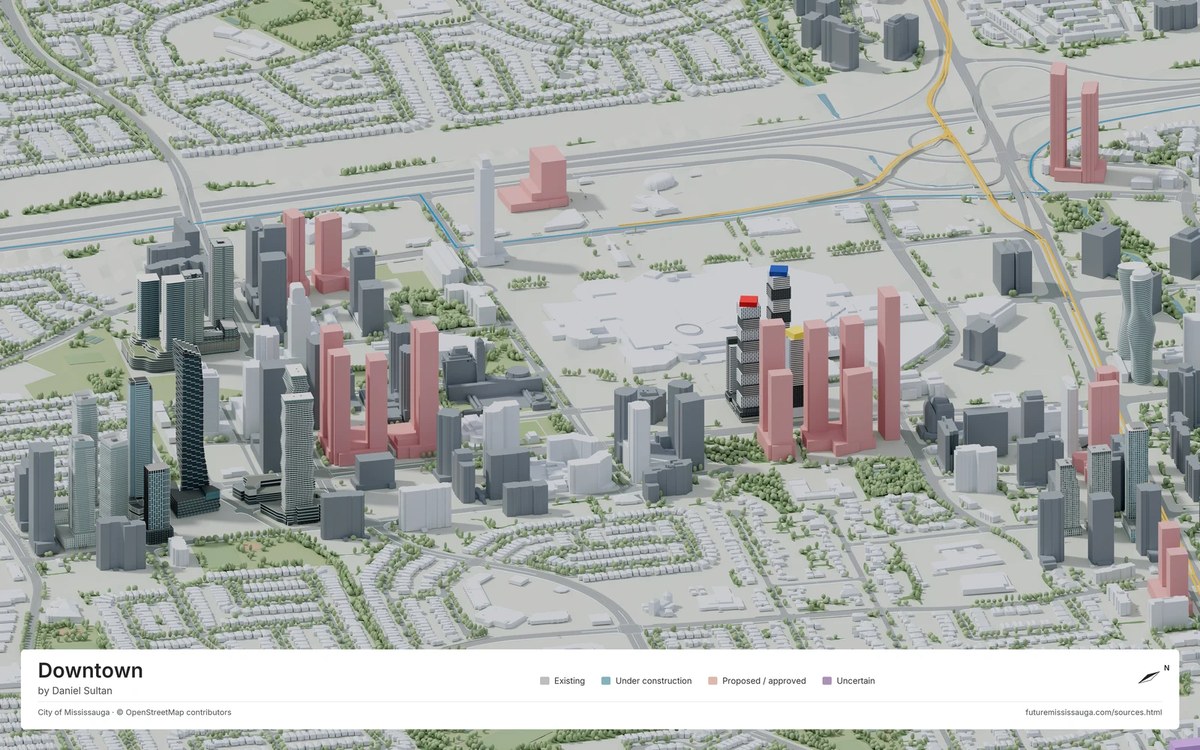 Downtown
by Daniel Sultan
Existing
Under construction
Proposed / approved
Uncertain
N
City of Mississauga · © OpenStreetMap contributors
futuremississauga.com/sources.html